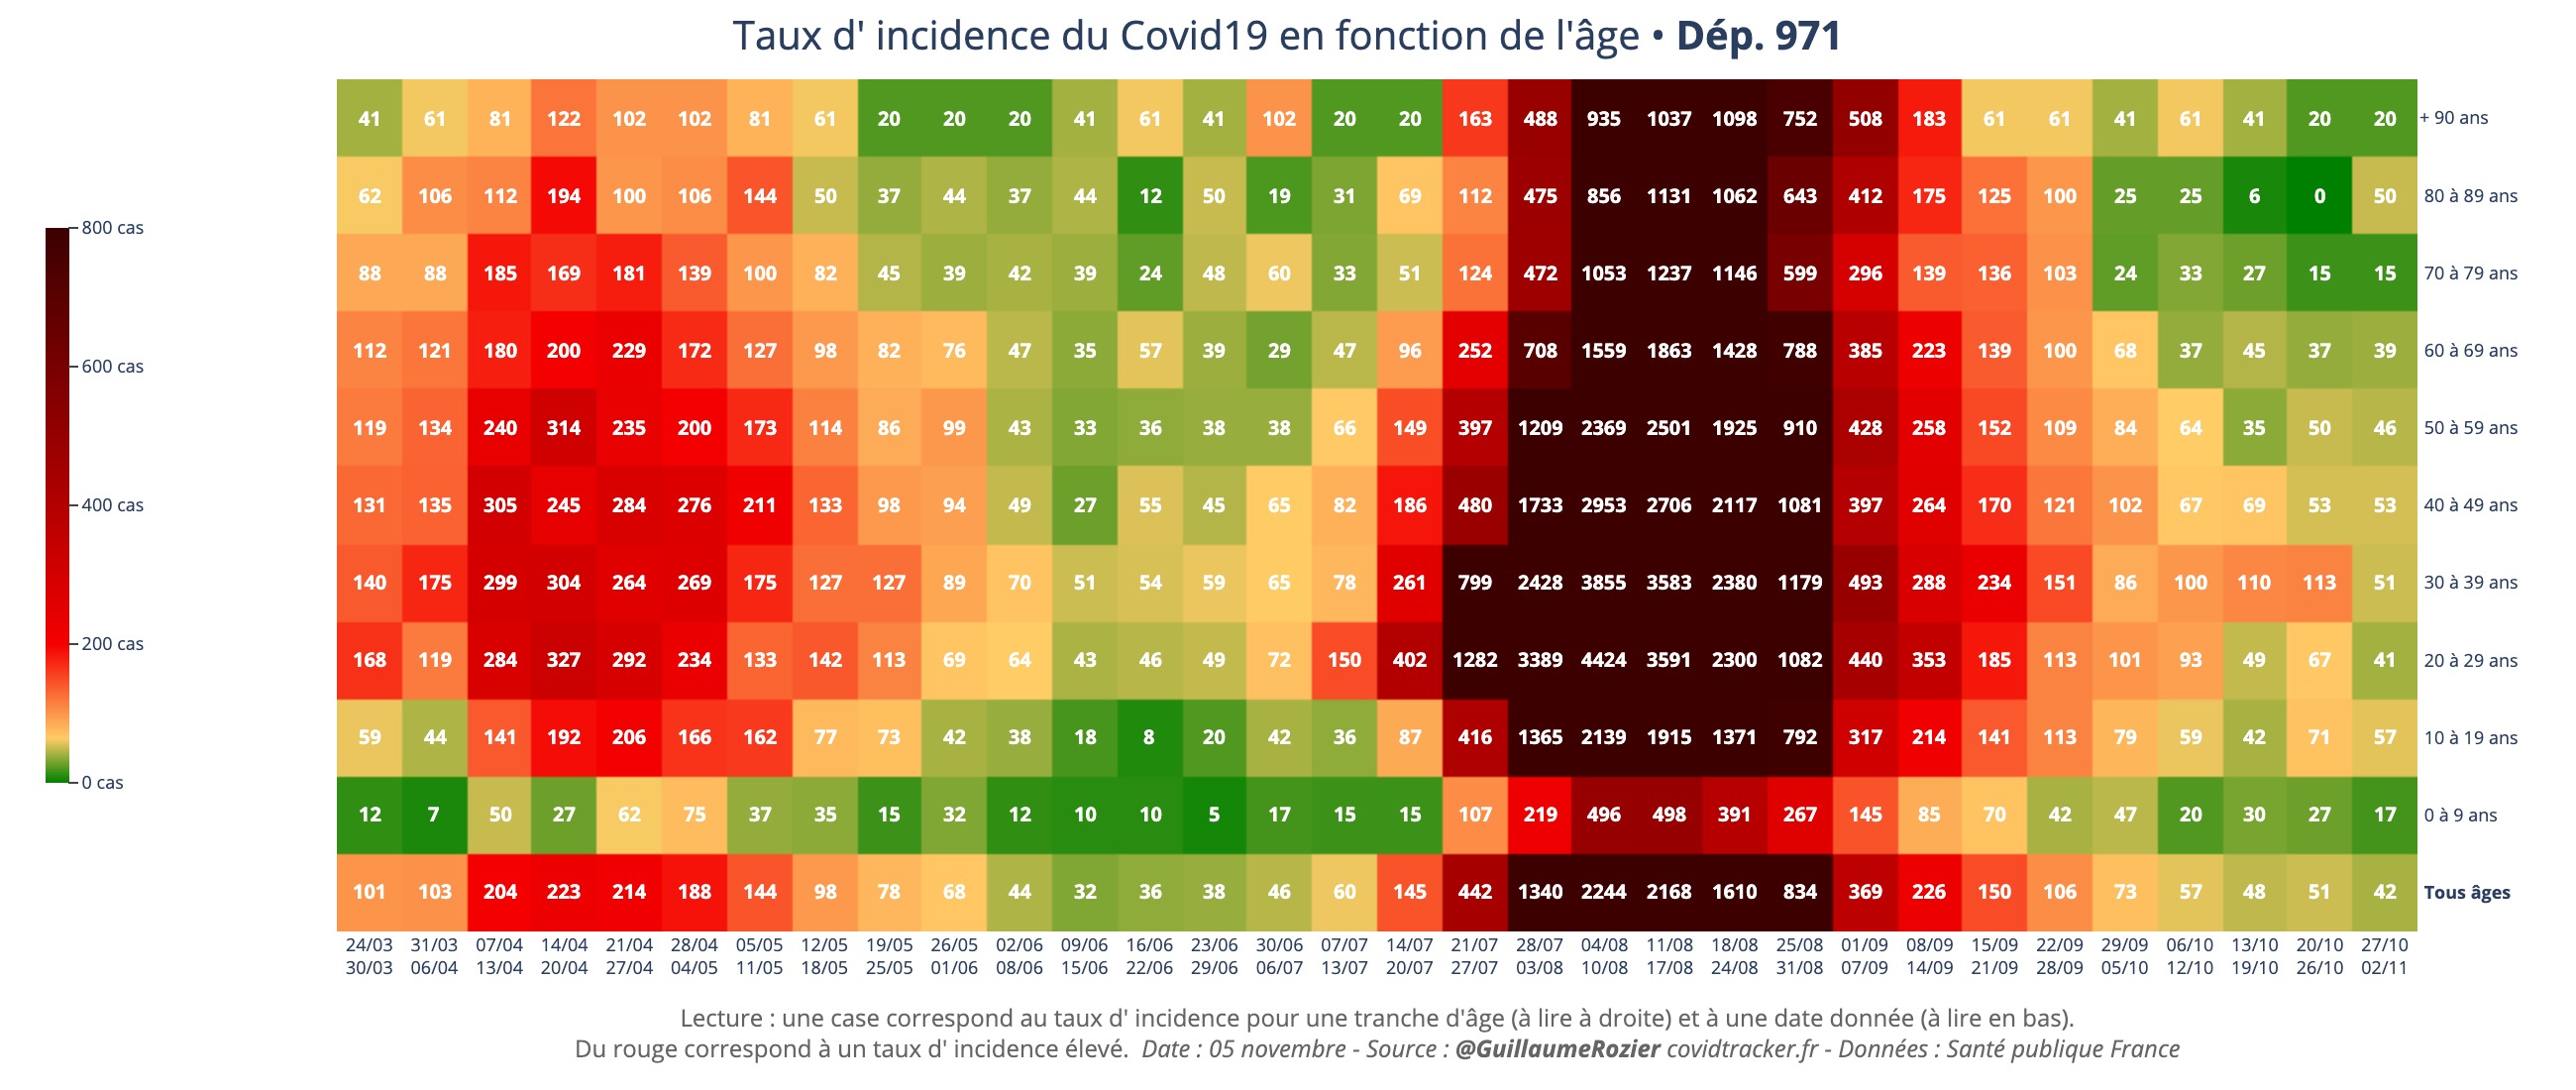 Taux d' incidence du Covid19 en fonction de l'âge • Dép. 971
800 cas
600 cas
400 cas
200 cas
0 cas
41 61 81 122 102 102 81 61 20 20 20 41 61 41 102 20 20 163 488 935 1037 1098 752 508 183 61 61 41 61 41 20 20 + 90 ans
62 106 112 194 100 106 144 50 37 44 37 44 12 50 19 31 69 112 475 856 1131 1062 643 412 175 125 100 25 25 6 0 50 80 à 89 ans
88 88 185 169 181 139 100 82 45 39 42 39 24 48 60 33 51 124 472 1053 1237 1146 599 296 139 136 103 24 33 27 15 15 70 à 79 ans
112 121 180 200 229 172 127 98 82 76 47 35 57 39 29 47 96 252 708 1559 1863 1428 788 385 223 139 100 68 37 45 37 39 60 à 69 ans
119 134 240 314 235 200 173 114 86 99 43 33 36 38 38 66 149 397 1209 2369 2501 1925 910 428 258 152 109 84 64 35 50 46 50 à 59 ans
131 135 305 245 284 276 211 133 98 94 49 27 55 45 65 82 186 480 1733 2953 2706 2117 1081 397 264 170 121 102 67 69 53 53 40 à 49 ans
140 175 299 304 264 269 175 127 127 89 70 51 54 59 65 78 261 799 2428 3855 3583 2380 1179 493 288 234 151 86 100 110 113 51 30 à 39 ans
168 119 284 327 292 234 133 142 113 69 64 43 46 49 72 150 402 1282 3389 4424 3591 2300 1082 440 353 185 113 101 93 49 67 41 20 à 29 ans
59 44 141 192 206 166 162 77 73 42 38 18 8 20 42 36 87 416 1365 2139 1915 1371 792 317 214 141 113 79 59 42 71 57 10 à 19 ans
12 7 50 27 62 75 37 35 15 32 12 10 10 5 17 15 15 107 219 496 498 391 267 145 85 70 42 47 20 30 27 17 0 à 9 ans
101 103 204 223 214 188 144 98 78 68 44 32 36 38 46 60 145 442 1340 2244 2168 1610 834 369 226 150 106 73 57 48 51 42 Tous âges
24/03 31/03 07/04 14/04 21/04 28/04 05/05 12/05 19/05 26/05 02/06 09/06 16/06 23/06 30/06 07/07 14/07 21/07 28/07 04/08 11/08 18/08 25/08 01/09 08/09 15/09 22/09 29/09 06/10 13/10 20/10 27/10
30/03 06/04 13/04 20/04 27/04 04/05 11/05 18/05 25/05 01/06 08/06 15/06 22/06 29/06 06/07 13/07 20/07 27/07 03/08 10/08 17/08 24/08 31/08 07/09 14/09 21/09 28/09 05/10 12/10 19/10 26/10 02/11
Lecture : une case correspond au taux d' incidence pour une tranche d'âge (à lire à droite) et à une date donnée (à lire en bas).
Du rouge correspond à un taux d' incidence élevé. Date : 05 novembre - Source : @GuillaumeRozier covidtracker.fr - Données : Santé publique France